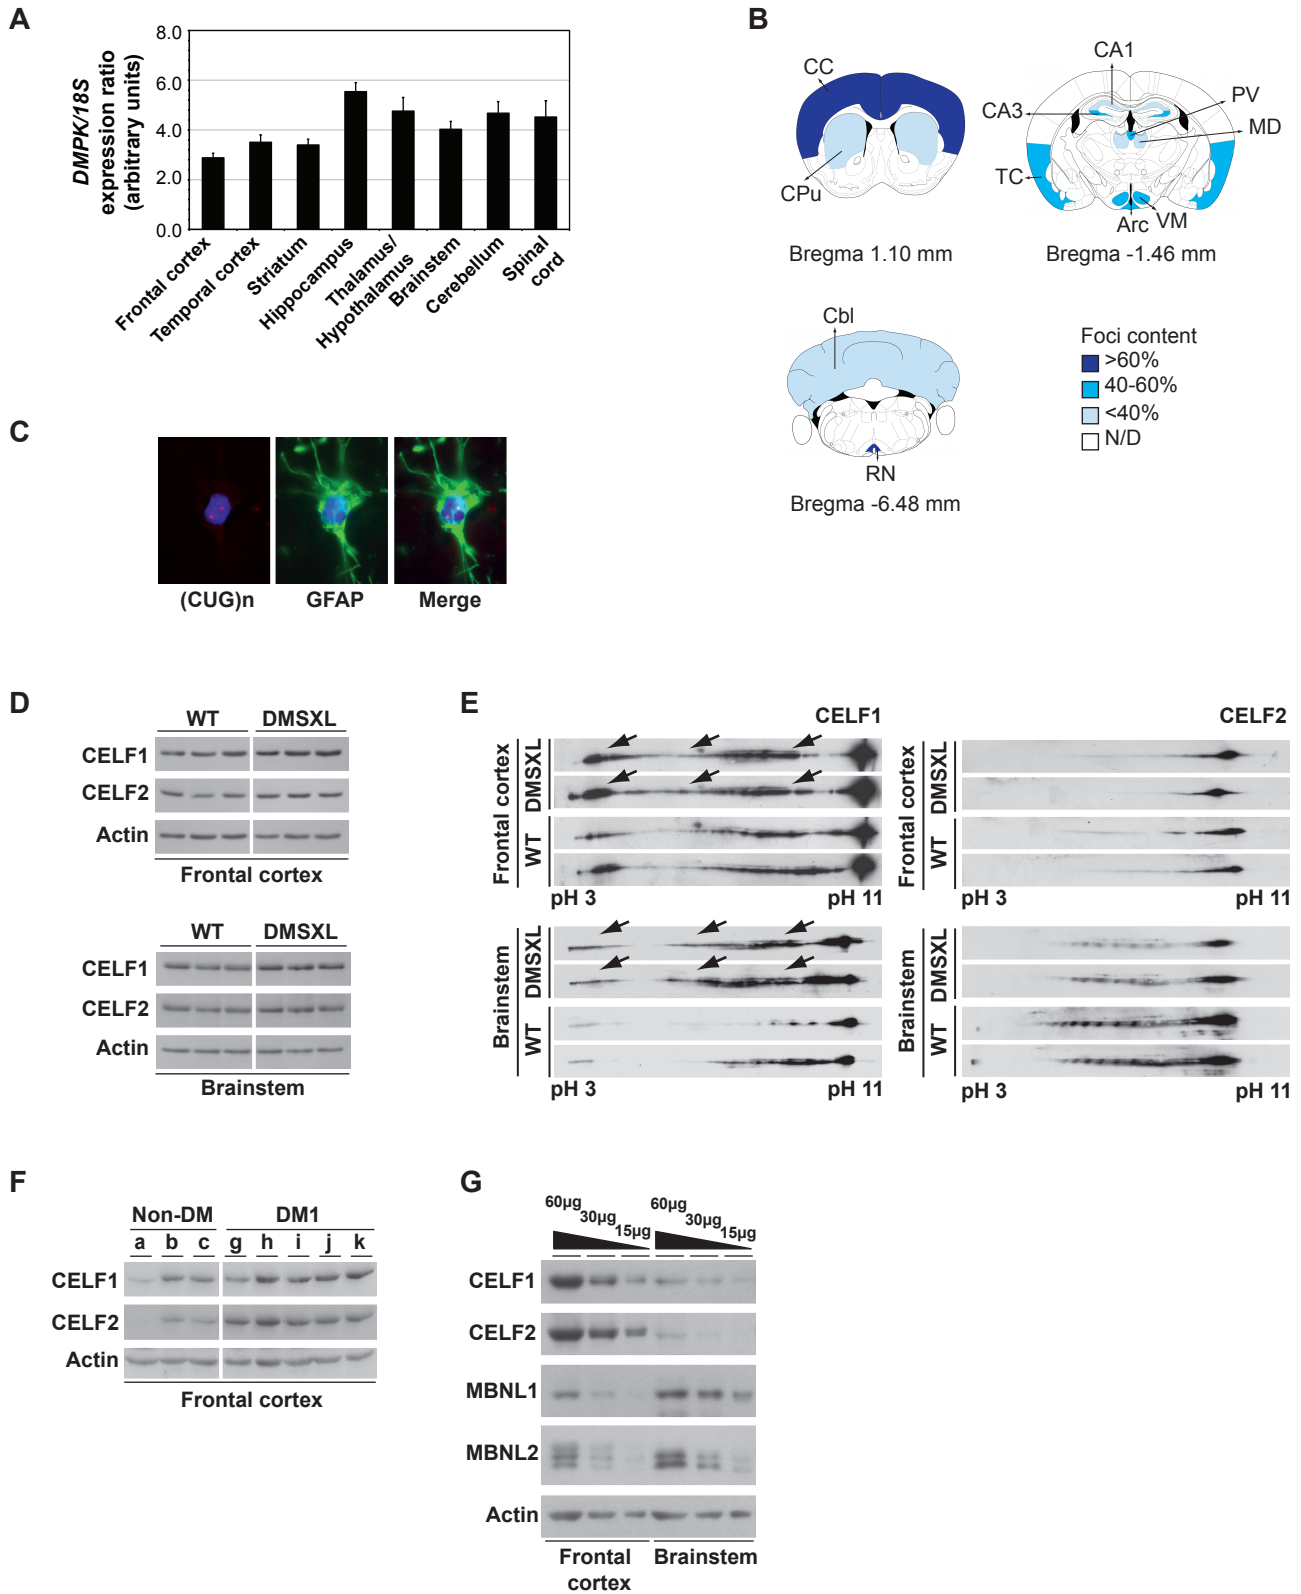 A
DMPK/18S
expression ratio
(arbitrary units)
8.0
6.0
4.0
2.0
0.0
Frontal cortex
Temporal cortex
Striatum
Hippocampus
Thalamus/
Hypothalamus
Brainstem
Cerebellum
Spinal
cord
B
CC
CPu
Bregma 1.10 mm
CA1
CA3
PV
MD
TC
Arc
VM
Bregma -1.46 mm
Cbl
RN
Bregma -6.48 mm
Foci content
>60%
40-60%
<40%
N/D
C
(CUG)n
GFAP
Merge
D
WT
DMSXL
CELF1
CELF2
Actin
Frontal cortex
WT
DMSXL
CELF1
CELF2
Actin
Brainstem
E
CELF1
CELF2
Frontal cortex
DMSXL
WT
pH 3
pH 11
Frontal cortex
DMSXL
WT
pH 3
pH 11
Brainstem
DMSXL
WT
pH 3
pH 11
Brainstem
DMSXL
WT
pH 3
pH 11
F
Non-DM
DM1
a b c g h i j k
CELF1
CELF2
Actin
Frontal cortex
G
60µg 30µg 15µg 60µg 30µg 15µg
CELF1
CELF2
MBNL1
MBNL2
Actin
Frontal
cortex
Brainstem